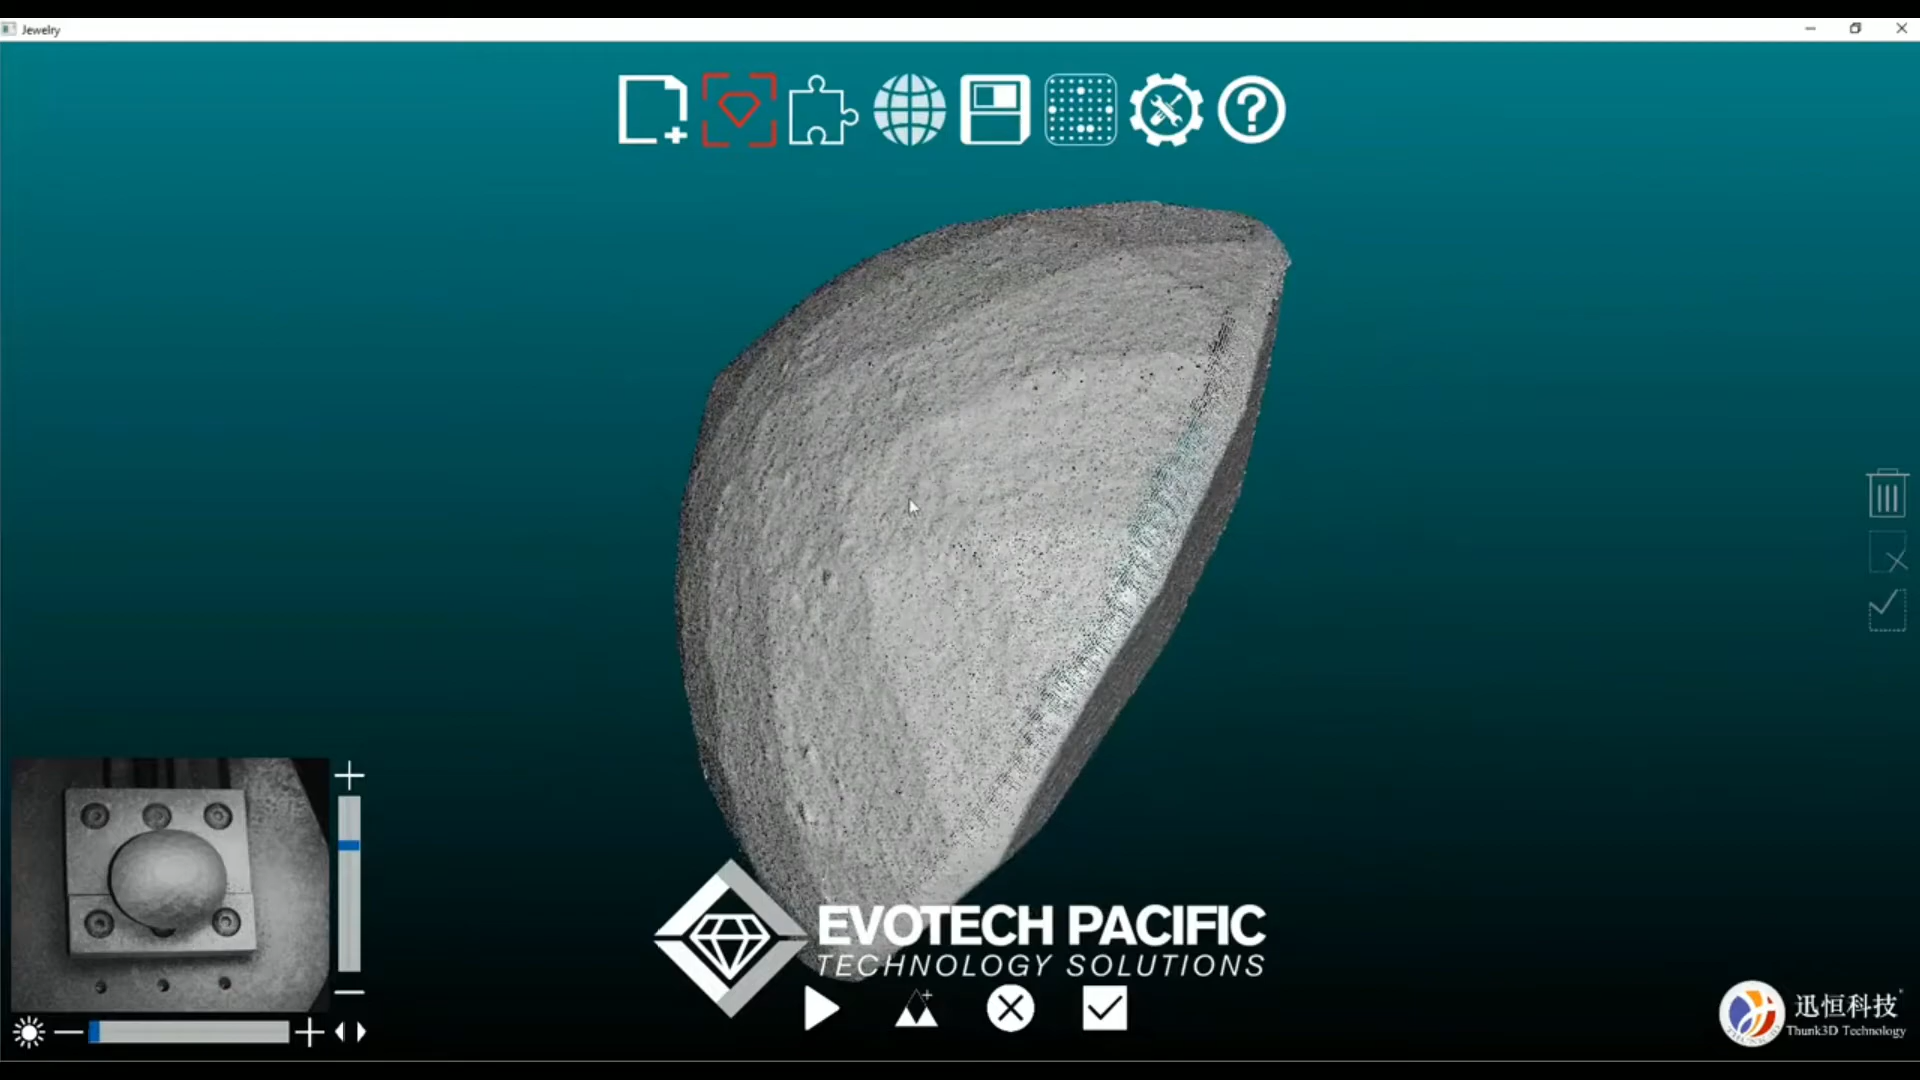 Jewelry
EVOTECH PACIFIC
TECHNOLOGY SOLUTIONS
迅恒科技
Thunk3D Technology